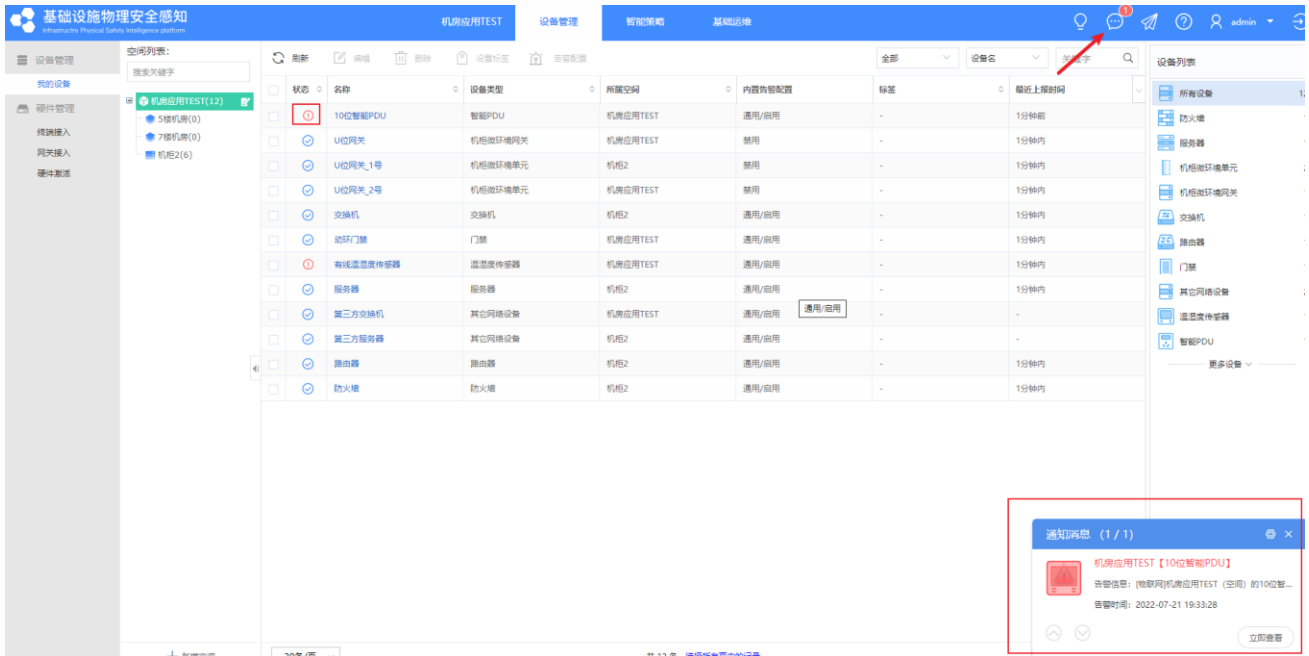 基础设施物理安全感知
Infrastructre Physical Safety Intelligence platform
机房应用TEST 设备管理 智能策略 基础运维
1
admin
设备管理
我的设备
硬件管理
终端接入
网关接入
硬件激活
空间列表:
搜索关键字
机房应用TEST(12)
5楼机房(0)
7楼机房(0)
机柜2(6)
刷新 编辑 删除 设置标签 告警配置
全部 设备名 关键字
状态 名称 设备类型 所属空间 内置告警配置 标签 最近上报时间
10位智能PDU 智能PDU 机房应用TEST 通用/启用 - 1分钟前
U位网关 机柜微环境网关 机房应用TEST 禁用 - 1分钟内
U位网关_1号 机柜微环境单元 机柜2 禁用 - 1分钟内
U位网关_2号 机柜微环境单元 机房应用TEST 禁用 - 1分钟内
交换机 交换机 机柜2 通用/启用 - 1分钟内
动环门禁 门禁 机房应用TEST 通用/启用 - 1分钟内
有线温湿度传感器 温湿度传感器 机房应用TEST 通用/启用 - 1分钟内
服务器 服务器 机柜2 通用/启用 - 1分钟内
通用/启用
第三方交换机 其它网络设备 机房应用TEST 通用/启用 - -
第三方服务器 其它网络设备 机柜2 通用/启用 - -
路由器 路由器 机柜2 通用/启用 - 1分钟内
防火墙 防火墙 机柜2 通用/启用 - 1分钟内
设备列表
所有设备
防火墙
服务器
机柜微环境单元
机柜微环境网关
交换机
路由器
门禁
其它网络设备
温湿度传感器
智能PDU
更多设备
通知消息 (1 / 1)
机房应用TEST【10位智能PDU】
告警信息: [物联网]机房应用TEST (空间) 的10位智...
告警时间: 2022-07-21 19:33:28
立即查看